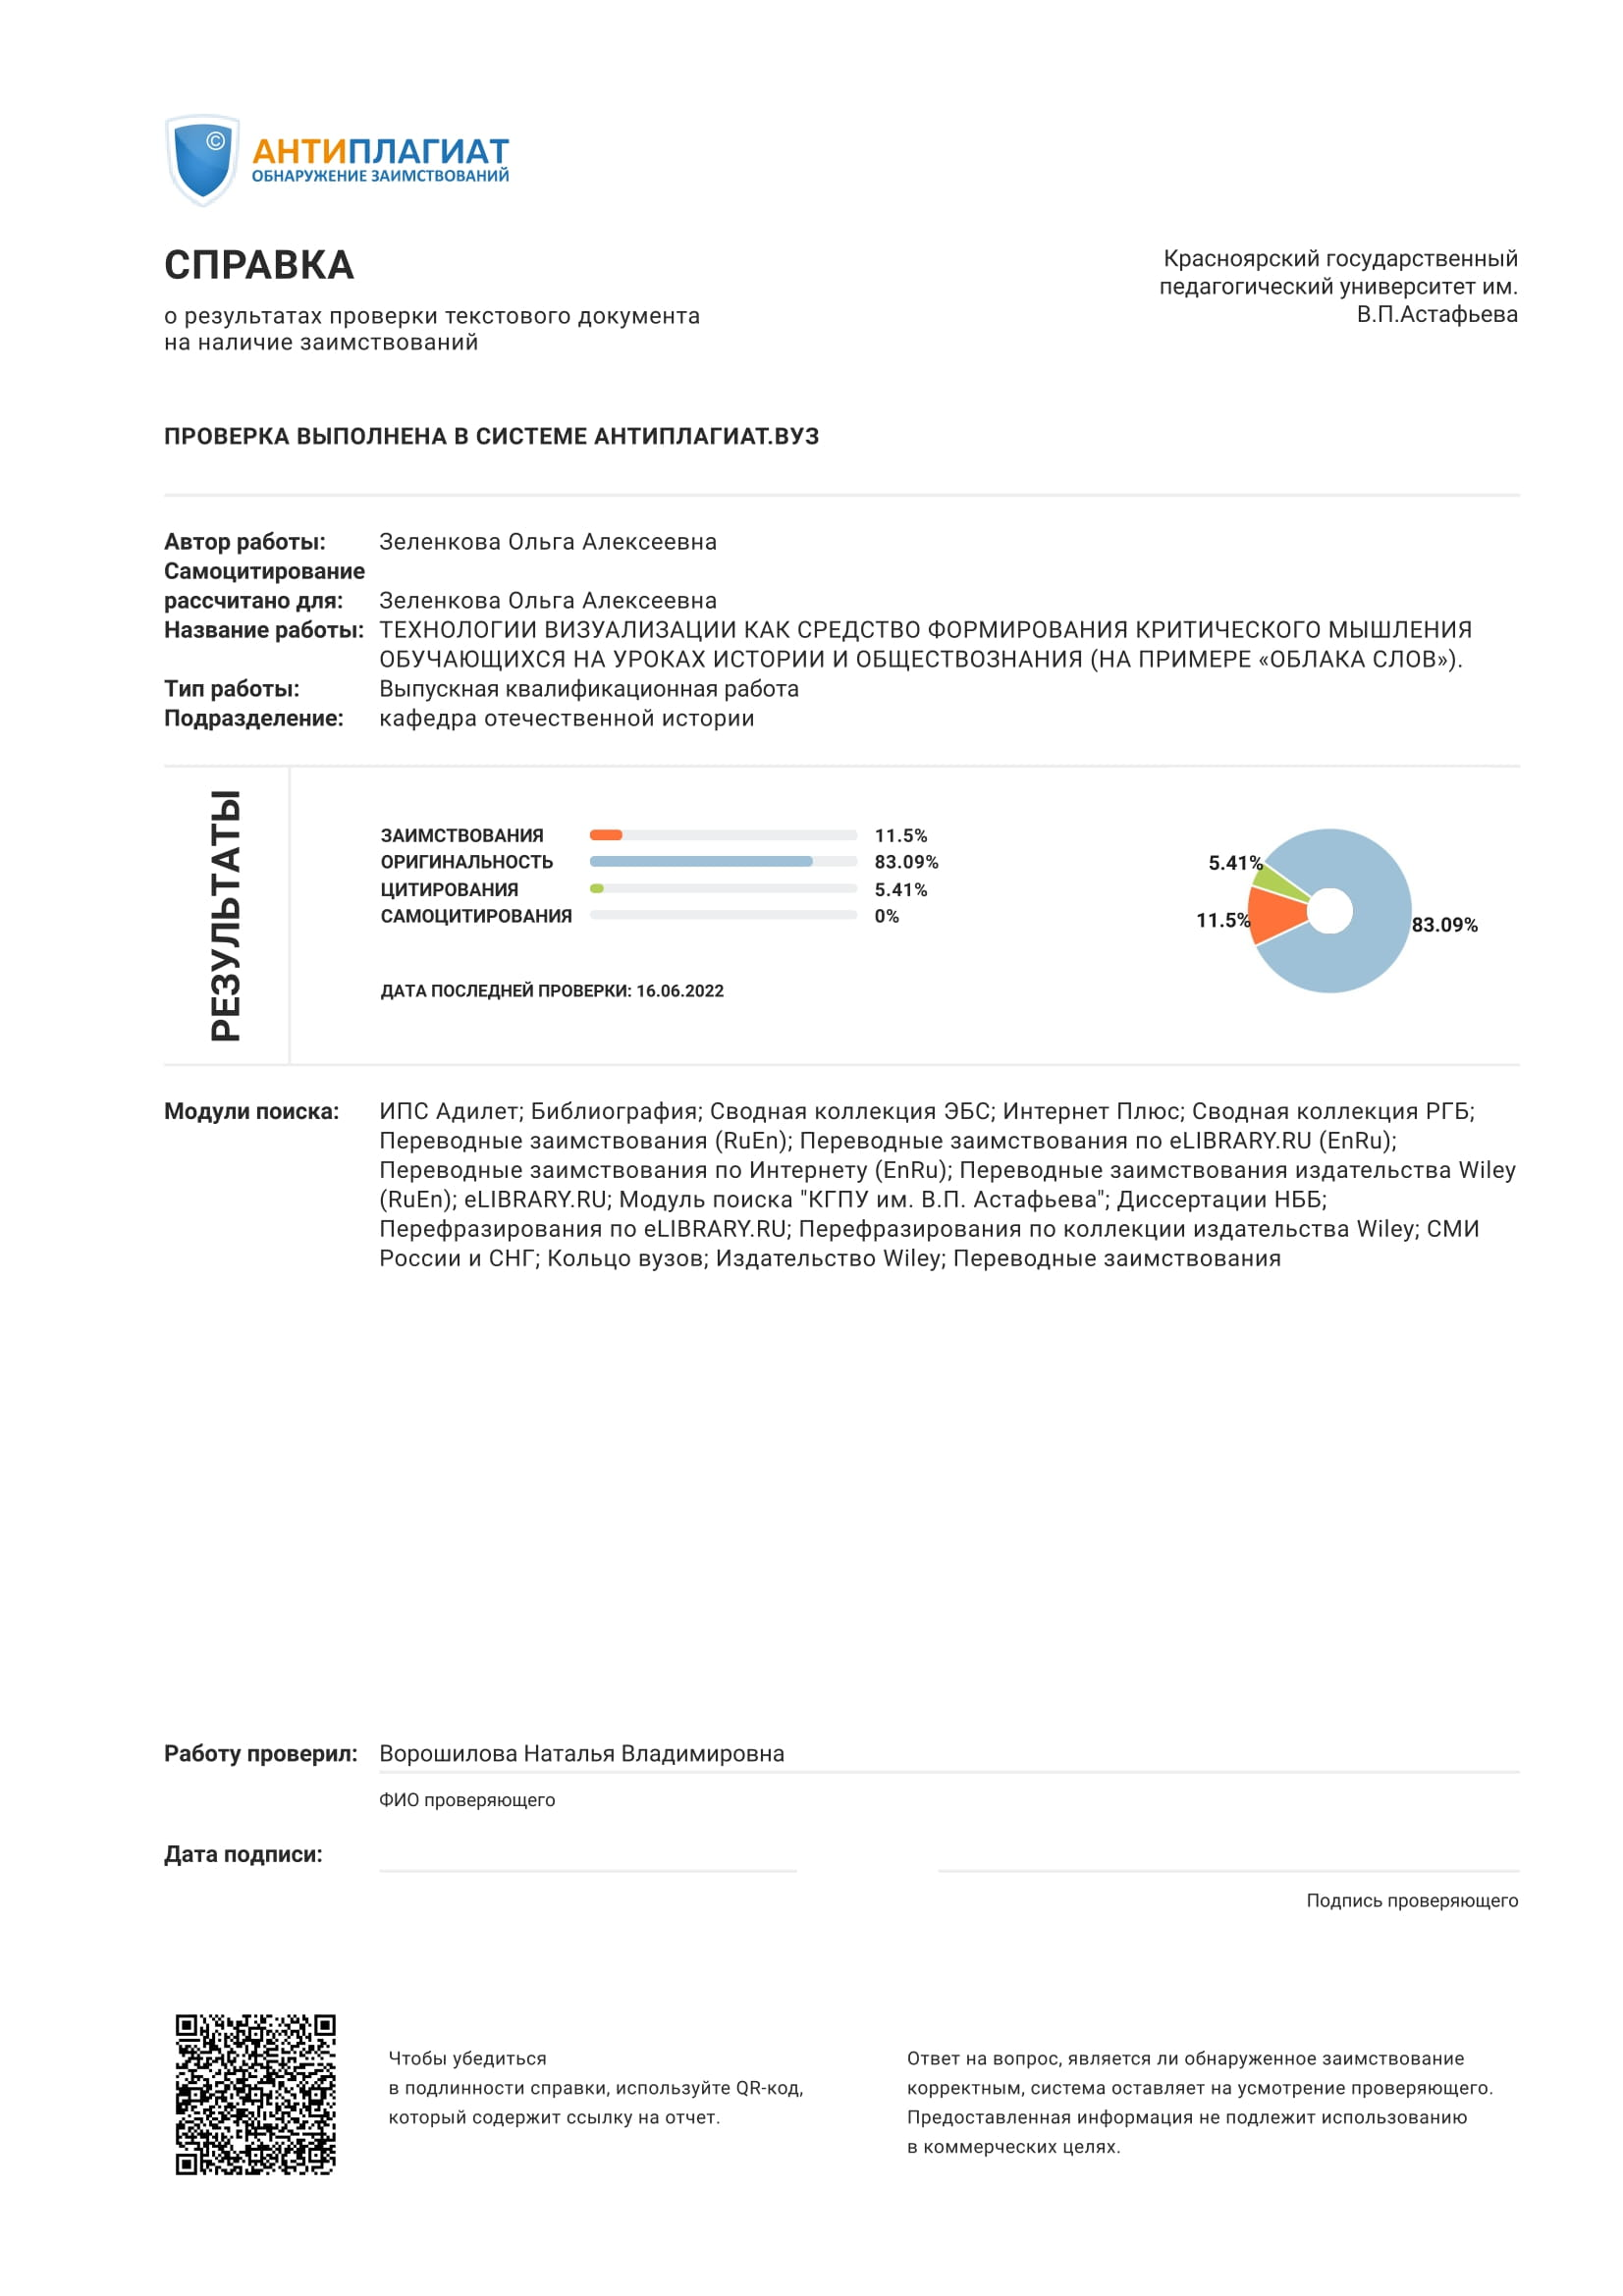 ©
АНТИПЛАГИАТ
ОБНАРУЖЕНИЕ ЗАИМСТВОВАНИЙ
СПРАВКА
о результатах проверки текстового документа
на наличие заимствований
Красноярский государственный
педагогический университет им.
В.П.Астафьева
ПРОВЕРКА ВЫПОЛНЕНА В СИСТЕМЕ АНТИПЛАГИАТ.ВУЗ
Автор работы: Зеленкова Ольга Алексеевна
Самоцитирование
рассчитано для: Зеленкова Ольга Алексеевна
Название работы: ТЕХНОЛОГИИ ВИЗУАЛИЗАЦИИ КАК СРЕДСТВО ФОРМИРОВАНИЯ КРИТИЧЕСКОГО МЫШЛЕНИЯ
ОБУЧАЮЩИХСЯ НА УРОКАХ ИСТОРИИ И ОБЩЕСТВОЗНАНИЯ (НА ПРИМЕРЕ «ОБЛАКА СЛОВ»).
Тип работы: Выпускная квалификационная работа
Подразделение: кафедра отечественной истории
РЕЗУЛЬТАТЫ
ЗАИМСТВОВАНИЯ 11.5%
ОРИГИНАЛЬНОСТЬ 83.09%
ЦИТИРОВАНИЯ 5.41%
САМОЦИТИРОВАНИЯ 0%
ДАТА ПОСЛЕДНЕЙ ПРОВЕРКИ: 16.06.2022
5.41%
11.5%
83.09%
Модули поиска: ИПС Адилет; Библиография; Сводная коллекция ЭБС; Интернет Плюс; Сводная коллекция РГБ;
Переводные заимствования (RuEn); Переводные заимствования по eLIBRARY.RU (EnRu);
Переводные заимствования по Интернету (EnRu); Переводные заимствования издательства Wiley
(RuEn); eLIBRARY.RU; Модуль поиска "КГПУ им. В.П. Астафьева"; Диссертации НББ;
Перефразирования по eLIBRARY.RU; Перефразирования по коллекции издательства Wiley; СМИ
России и СНГ; Кольцо вузов; Издательство Wiley; Переводные заимствования
Работу проверил: Ворошилова Наталья Владимировна
ФИО проверяющего
Дата подписи:
Подпись проверяющего
Чтобы убедиться
в подлинности справки, используйте QR-код,
который содержит ссылку на отчет.
Ответ на вопрос, является ли обнаруженное заимствование
корректным, система оставляет на усмотрение проверяющего.
Предоставленная информация не подлежит использованию
в коммерческих целях.